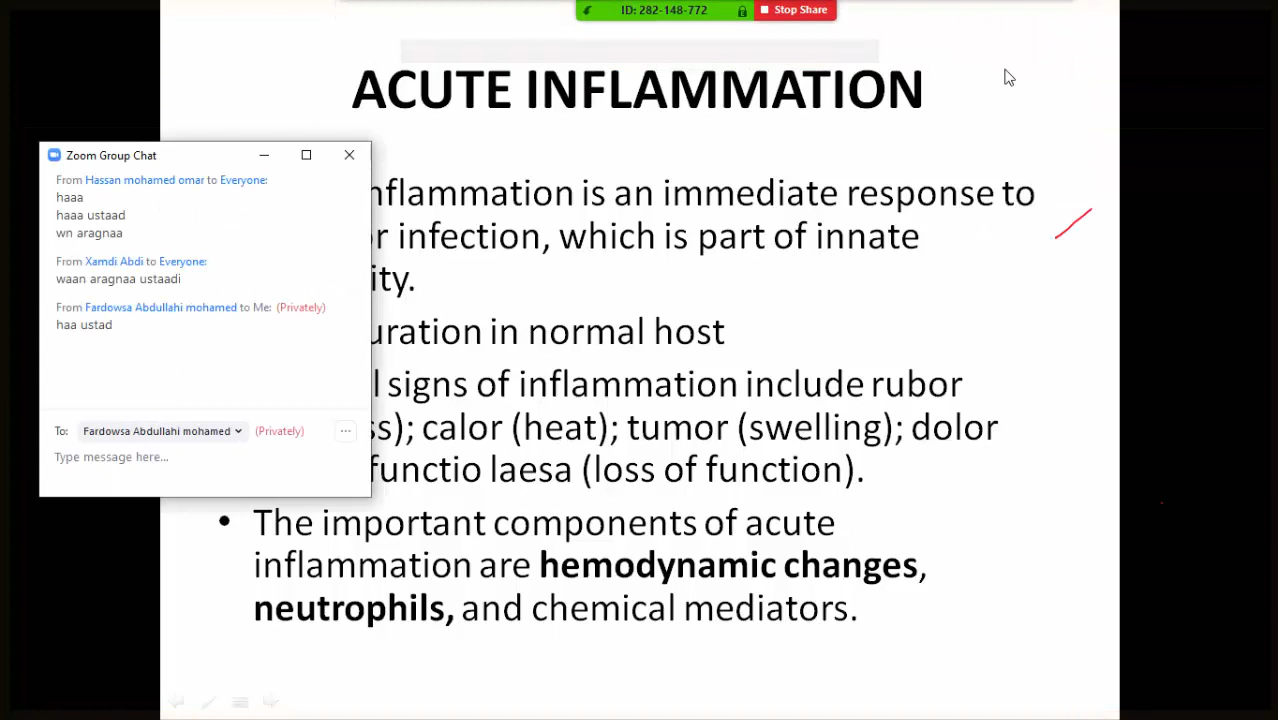 ID: 282-148-772
Stop Share
ACUTE INFLAMMATION
Zoom Group Chat
From Hassan mohamed omar to Everyone:
haaa
haaa ustaad
wn aragnaa
From Xamdi Abdi to Everyone:
waan aragnaa ustaadi
From Fardowsa Abdullahi mohamed to Me: (Privately)
haa ustad
To: Fardowsa Abdullahi mohamed (Privately)
Type message here...
nflammation is an immediate response to
r infection, which is part of innate
ity.
uration in normal host
l signs of inflammation include rubor
ss); calor (heat); tumor (swelling); dolor
functio laesa (loss of function).
• The important components of acute
inflammation are hemodynamic changes,
neutrophils, and chemical mediators.